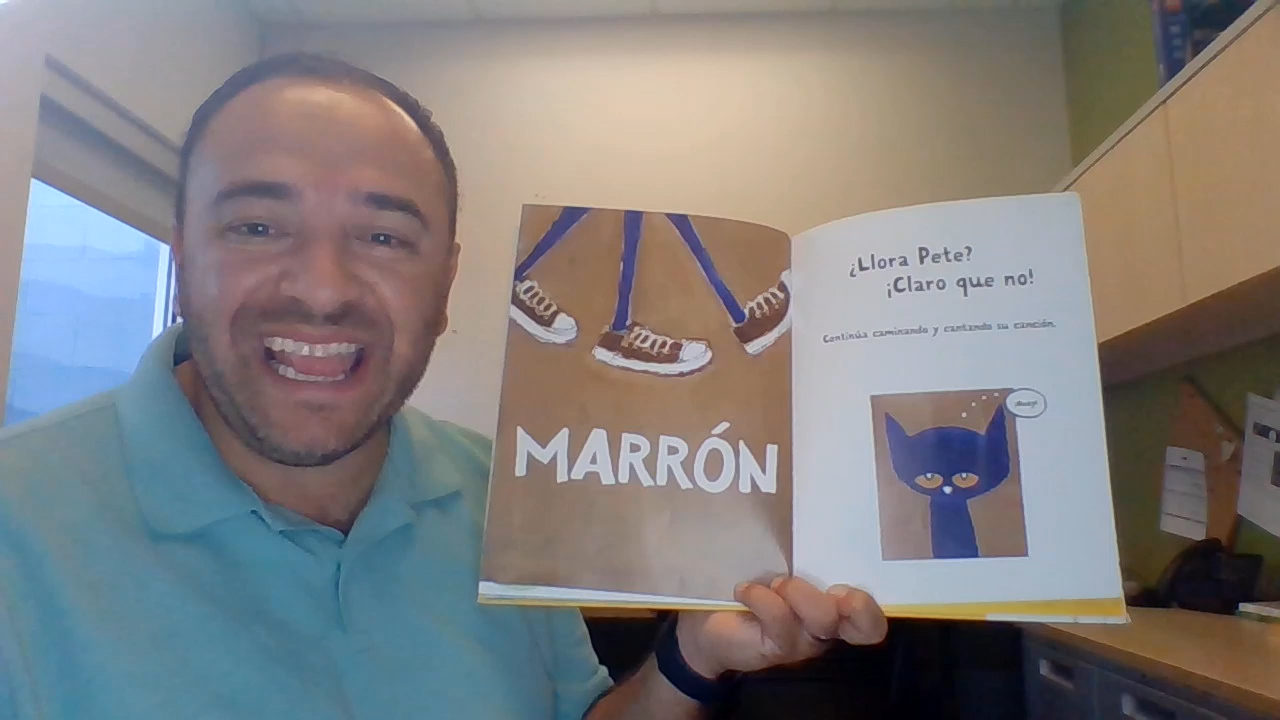 MARRÓN
¿Llora Pete?
¡Claro que no!
Continúa caminando y cantando su canción.